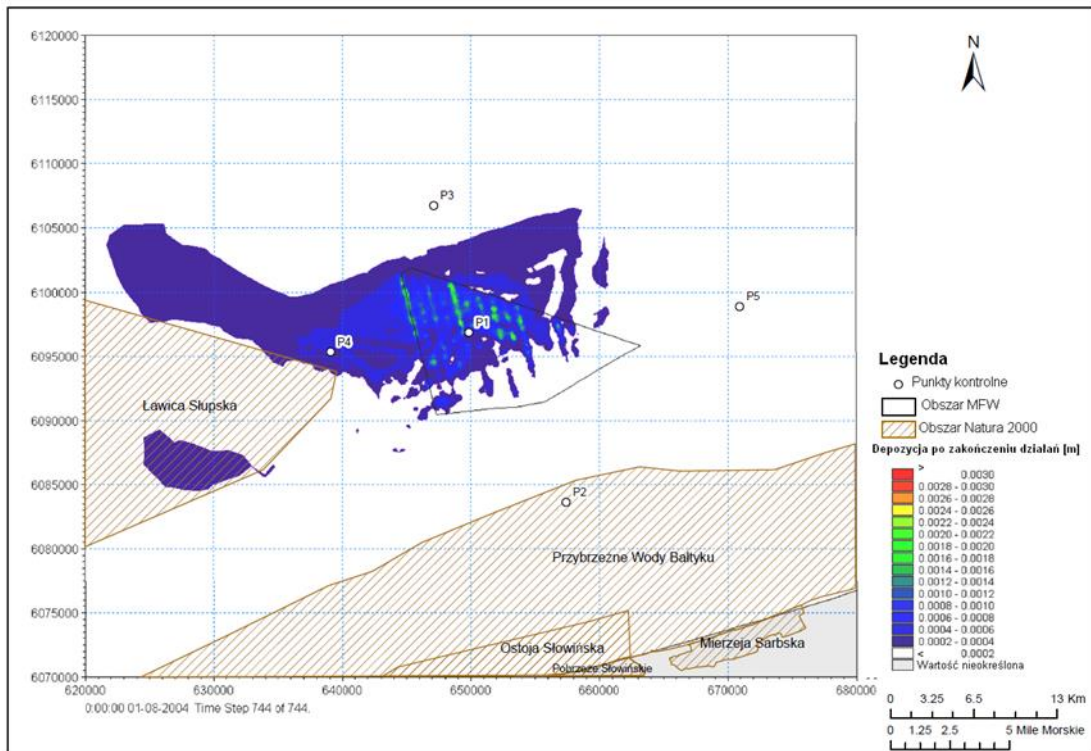 N
6120000
6115000
6110000
6105000
6100000
6095000
6090000
6085000
6080000
6075000
6070000
620000 630000 640000 650000 660000 670000 680000
P3
P5
P1
P4
P2
Ławica Słupska
Przybrzeżne Wody Bałtyku
Ostoja Słowińska
Mierzeja Sarbska
Pobrzeże Słowińskie
0:00:00 01-08-2004 Time Step 744 of 744.
Legenda
Punkty kontrolne
Obszar MFW
Obszar Natura 2000
Depozycja po zakończeniu działań [m]
> 0.0030
0.0028 - 0.0030
0.0026 - 0.0028
0.0024 - 0.0026
0.0022 - 0.0024
0.0020 - 0.0022
0.0018 - 0.0020
0.0016 - 0.0018
0.0014 - 0.0016
0.0012 - 0.0014
0.0010 - 0.0012
0.0008 - 0.0010
0.0006 - 0.0008
0.0004 - 0.0006
0.0002 - 0.0004
< 0.0002
Wartość nieokreślona
0 3.25 6.5 13 Km
0 1.25 2.5 5 Mile Morskie